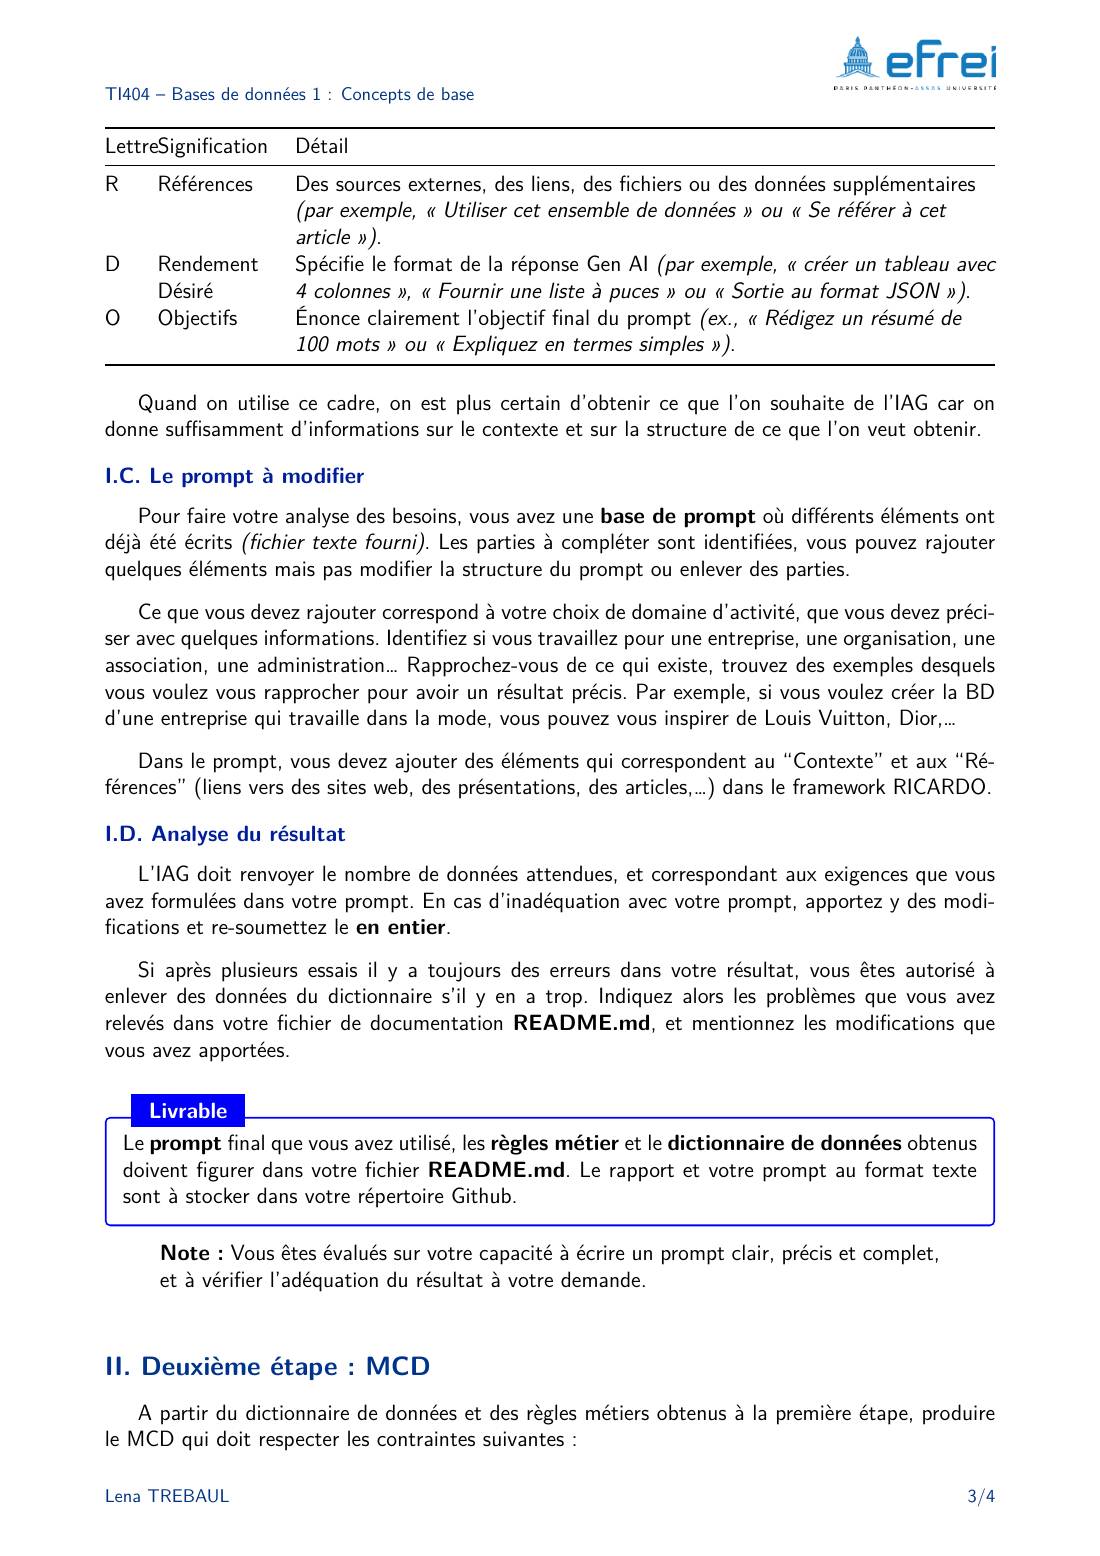 efrei
PARIS PANTHÉON-ASSAS UNIVERSITÉ
TI404 – Bases de données 1 : Concepts de base
Lettre Signification Détail
R Références Des sources externes, des liens, des fichiers ou des données supplémentaires
(par exemple, « Utiliser cet ensemble de données » ou « Se référer à cet
article »).
D Rendement Spécifie le format de la réponse Gen AI (par exemple, « créer un tableau avec
Désiré 4 colonnes », « Fournir une liste à puces » ou « Sortie au format JSON »).
O Objectifs Énonce clairement l'objectif final du prompt (ex., « Rédigez un résumé de
100 mots » ou « Expliquez en termes simples »).
Quand on utilise ce cadre, on est plus certain d'obtenir ce que l'on souhaite de l'IAG car on
donne suffisamment d'informations sur le contexte et sur la structure de ce que l'on veut obtenir.
I.C. Le prompt à modifier
Pour faire votre analyse des besoins, vous avez une base de prompt où différents éléments ont
déjà été écrits (fichier texte fourni). Les parties à compléter sont identifiées, vous pouvez rajouter
quelques éléments mais pas modifier la structure du prompt ou enlever des parties.
Ce que vous devez rajouter correspond à votre choix de domaine d'activité, que vous devez préci-
ser avec quelques informations. Identifiez si vous travaillez pour une entreprise, une organisation, une
association, une administration… Rapprochez-vous de ce qui existe, trouvez des exemples desquels
vous voulez vous rapprocher pour avoir un résultat précis. Par exemple, si vous voulez créer la BD
d'une entreprise qui travaille dans la mode, vous pouvez vous inspirer de Louis Vuitton, Dior,…
Dans le prompt, vous devez ajouter des éléments qui correspondent au “Contexte” et aux “Ré-
férences” (liens vers des sites web, des présentations, des articles,…) dans le framework RICARDO.
I.D. Analyse du résultat
L'IAG doit renvoyer le nombre de données attendues, et correspondant aux exigences que vous
avez formulées dans votre prompt. En cas d'inadéquation avec votre prompt, apportez y des modi-
fications et re-soumettez le en entier.
Si après plusieurs essais il y a toujours des erreurs dans votre résultat, vous êtes autorisé à
enlever des données du dictionnaire s'il y en a trop. Indiquez alors les problèmes que vous avez
relevés dans votre fichier de documentation README.md, et mentionnez les modifications que
vous avez apportées.
Livrable
Le prompt final que vous avez utilisé, les règles métier et le dictionnaire de données obtenus
doivent figurer dans votre fichier README.md. Le rapport et votre prompt au format texte
sont à stocker dans votre répertoire Github.
Note : Vous êtes évalués sur votre capacité à écrire un prompt clair, précis et complet,
et à vérifier l'adéquation du résultat à votre demande.
II. Deuxième étape : MCD
A partir du dictionnaire de données et des règles métiers obtenus à la première étape, produire
le MCD qui doit respecter les contraintes suivantes :
Lena TREBAUL 3/4